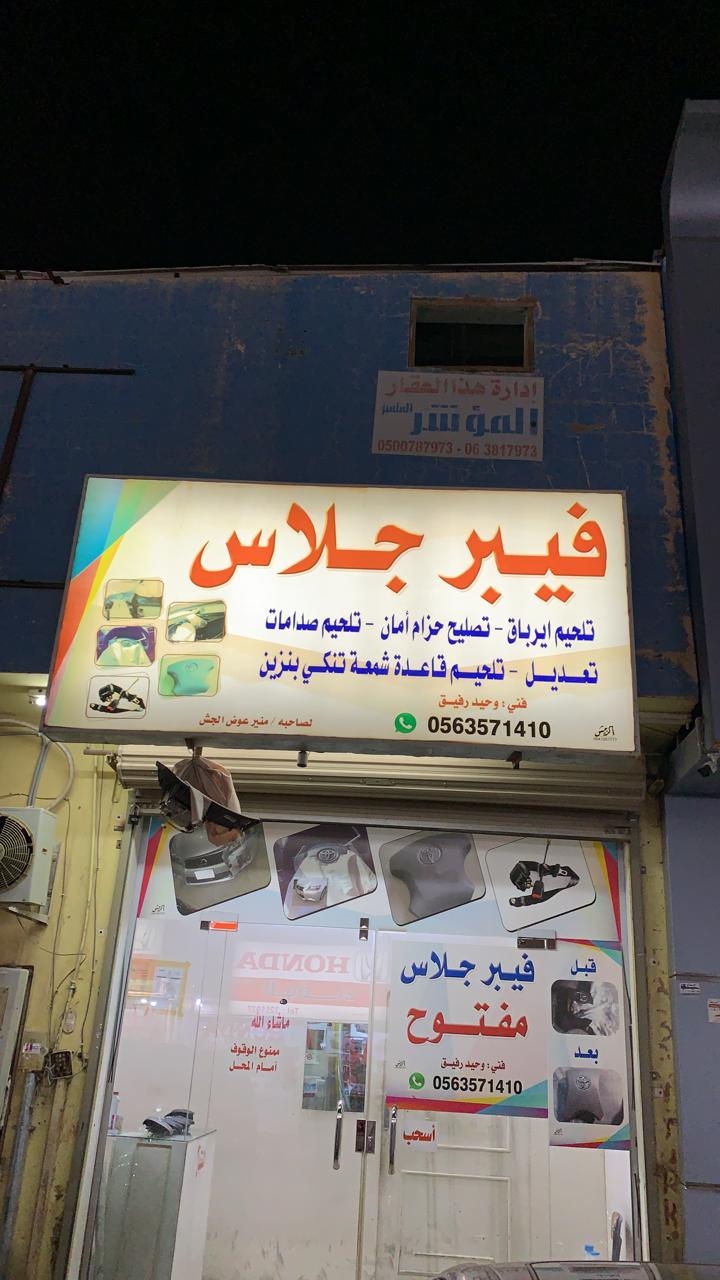 إدارة هذا العقار
المؤشر المتميز
0500787973 - 06 3817973
فيبر جلاس
تلحيم ايرباق - تصليح حزام أمان - تلحيم صدامات
تعديل - تلحيم قاعدة شمعة تنكي بنزين
فني : وحيد رفيق
0563571410
لصاحبه / منير عوض الجش
HONDA
ماشاء الله
ممنوع الوقوف
أمام المحل
فيبر جلاس
مفتوح
فني : وحيد رفيق
0563571410
قبل
بعد
أسحب